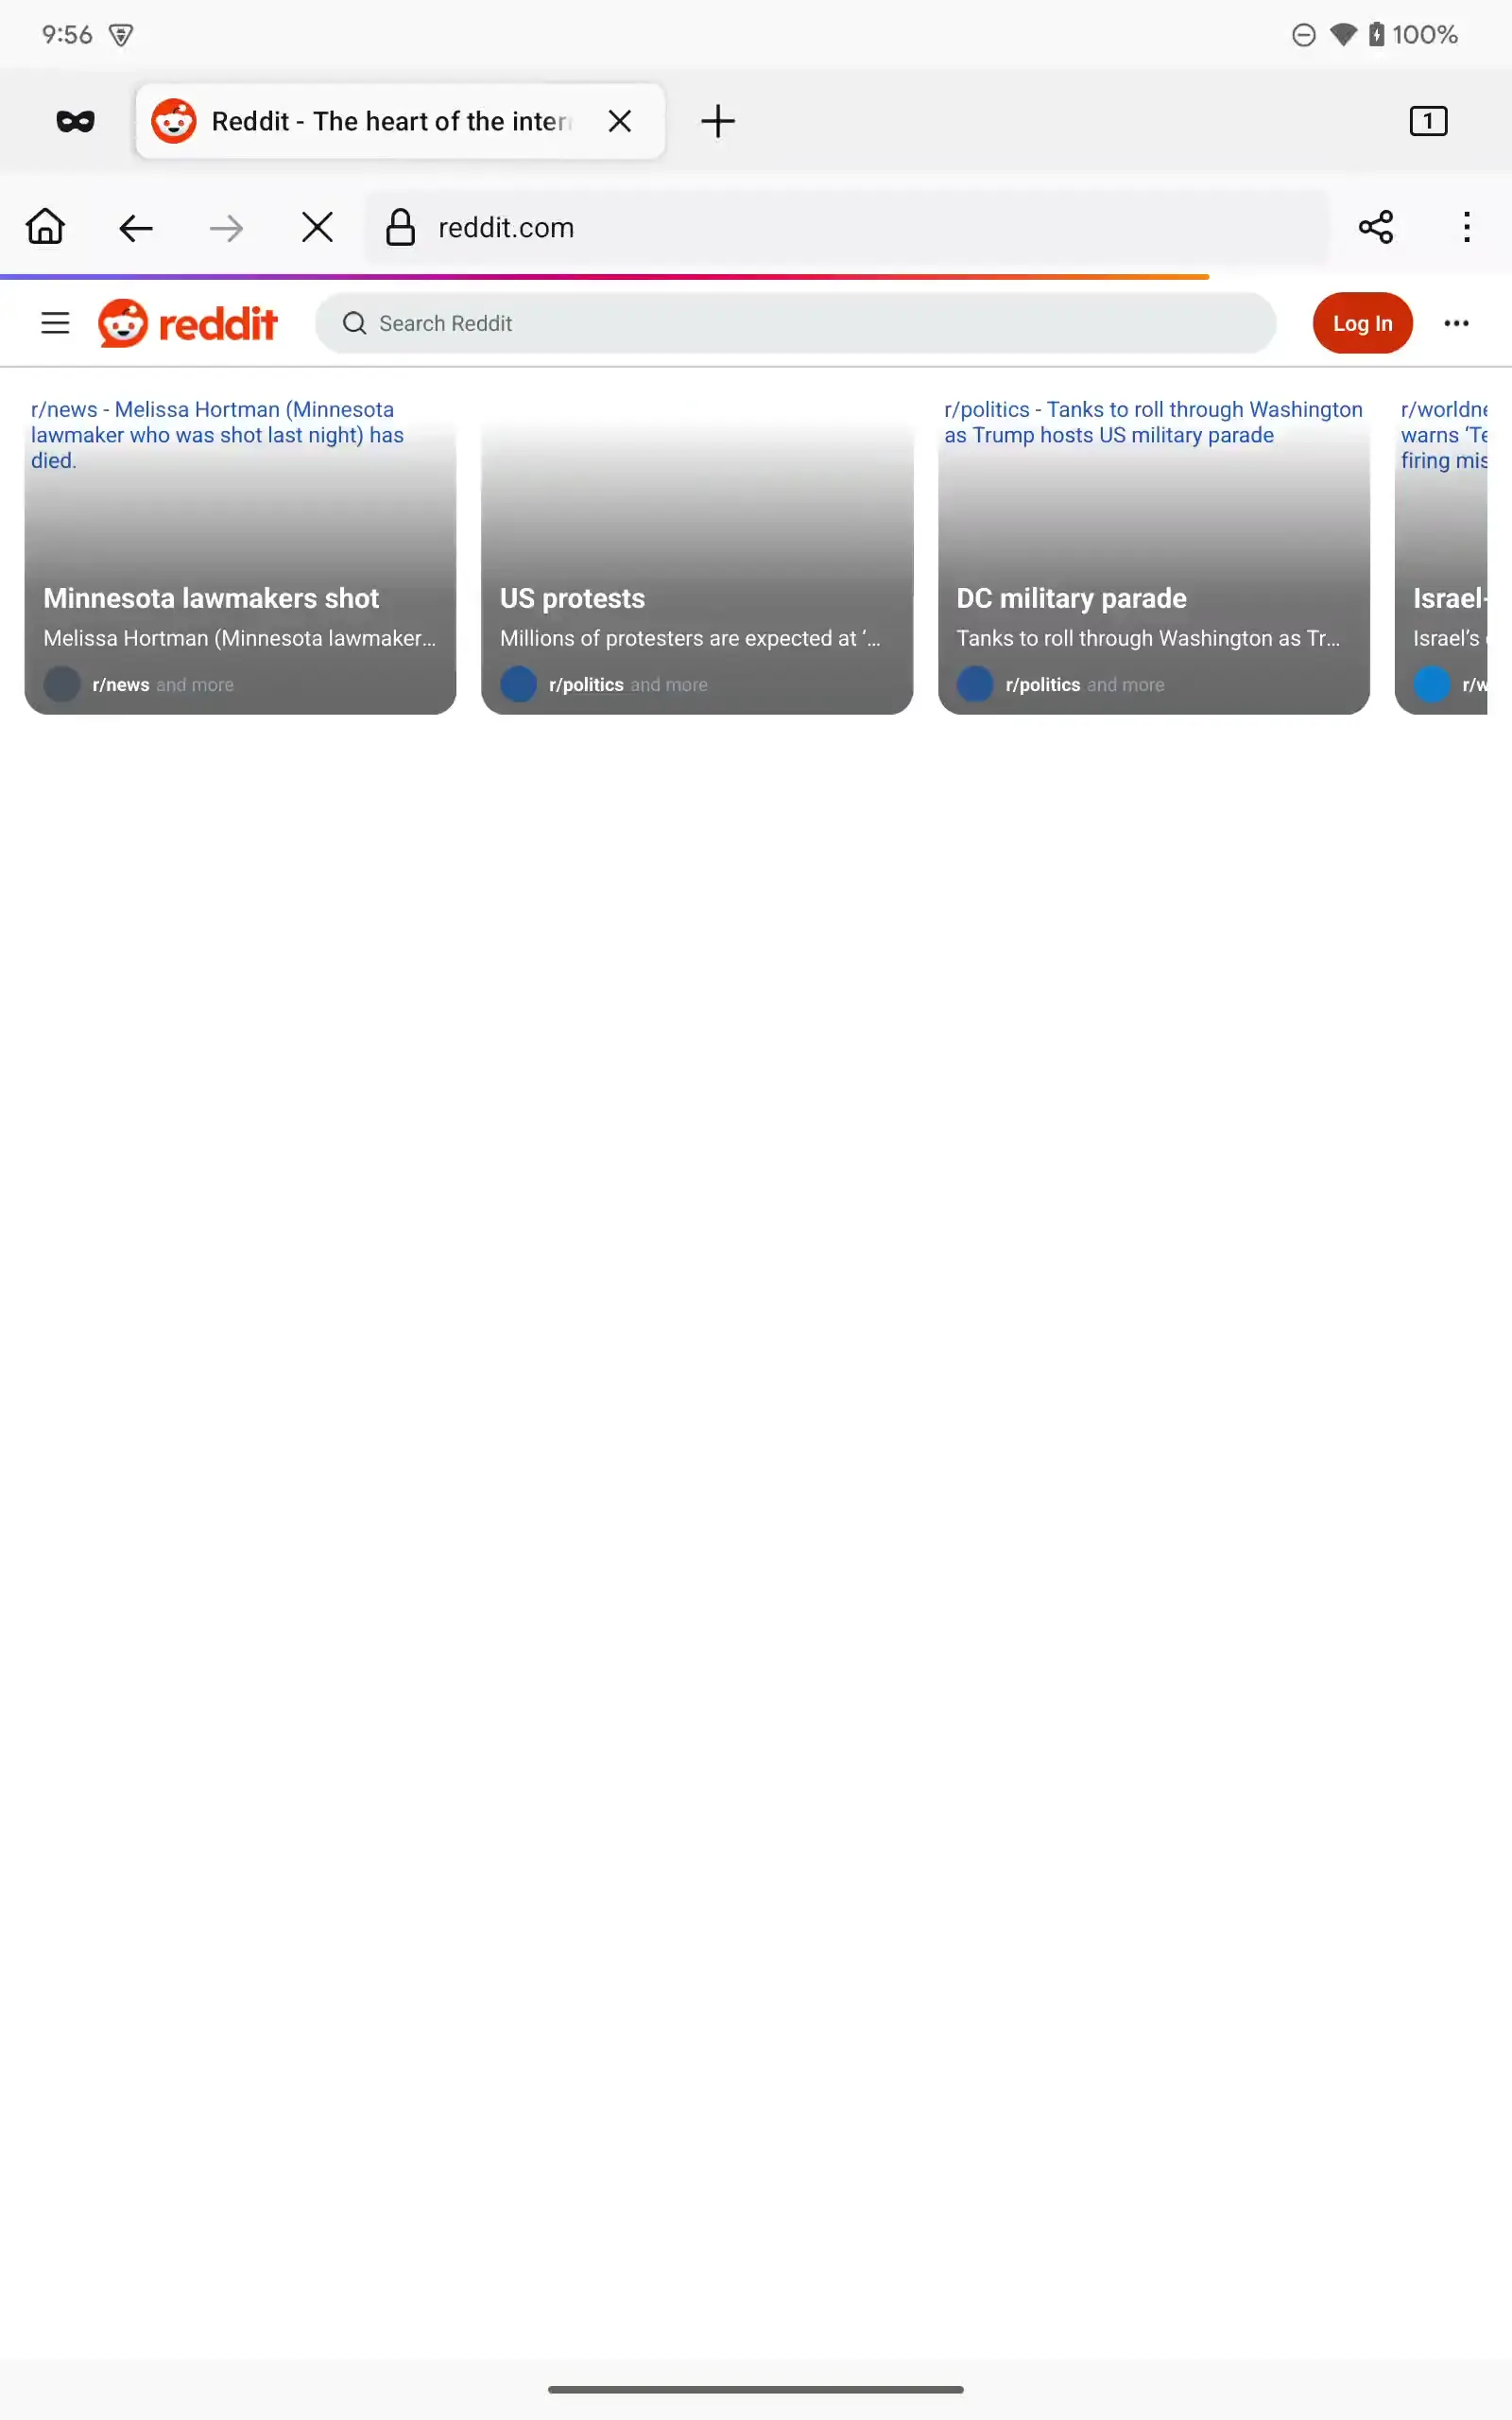 9:56
100%
Reddit - The heart of the inter
1
reddit.com
reddit
Search Reddit
Log In
r/news - Melissa Hortman (Minnesota
lawmaker who was shot last night) has
died.
Minnesota lawmakers shot
Melissa Hortman (Minnesota lawmaker...
r/news and more
US protests
Millions of protesters are expected at ‘...
r/politics and more
r/politics - Tanks to roll through Washington
as Trump hosts US military parade
DC military parade
Tanks to roll through Washington as Tr...
r/politics and more
r/worldne
warns ‘Te
firing mis
Israel-
Israel’s
r/w